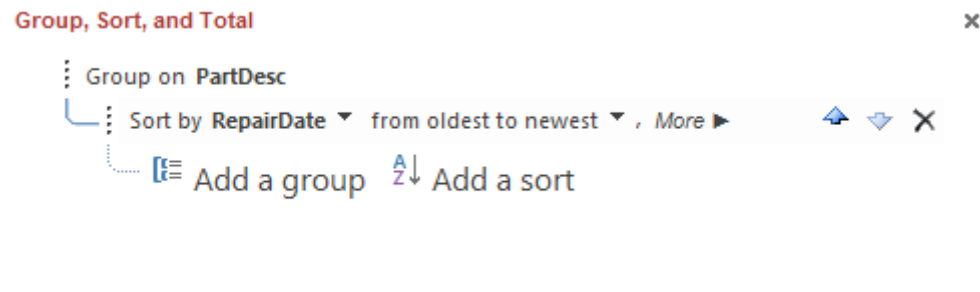 Group, Sort, and Total
Group on PartDesc
Sort by RepairDate from oldest to newest , More
Add a group Add a sort